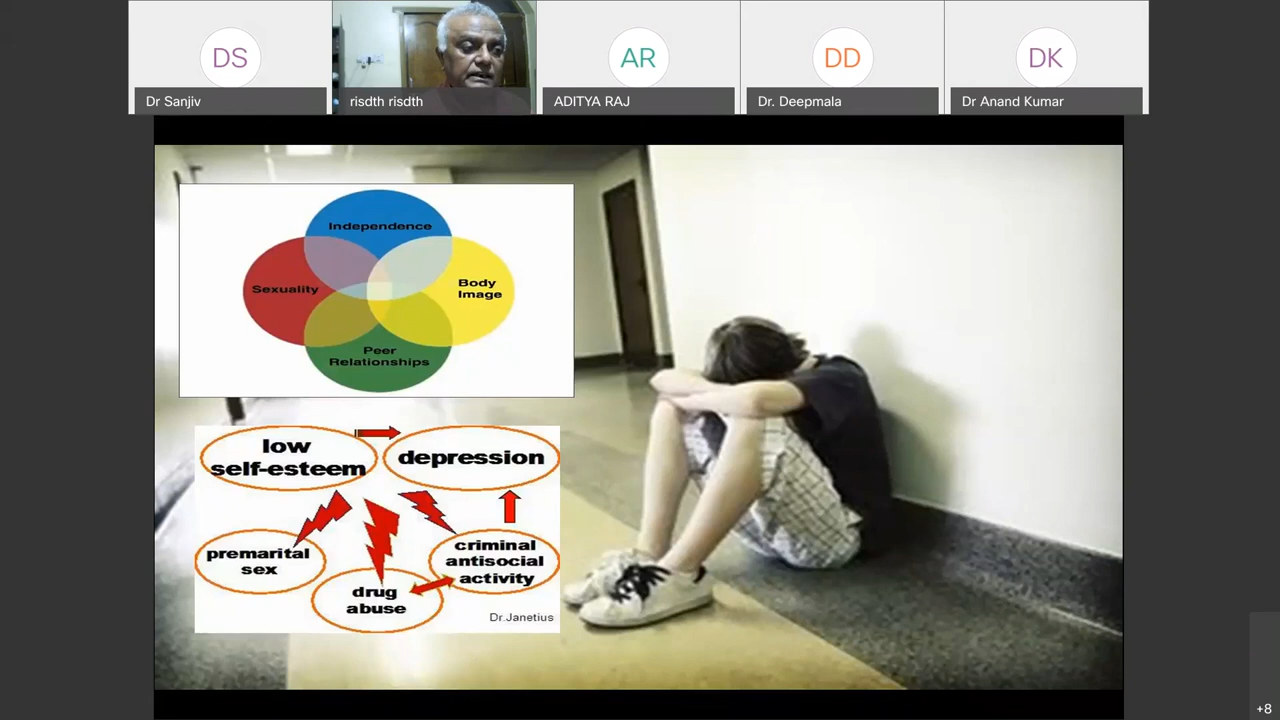 DS
AR
DD
DK
Dr Sanjiv
risdth risdth
ADITYA RAJ
Dr. Deepmala
Dr Anand Kumar
Independence
Sexuality
Body
Image
Peer
Relationships
low
self-esteem
depression
premarital
sex
drug
abuse
criminal
antisocial
activity
Dr.Janetius
+8